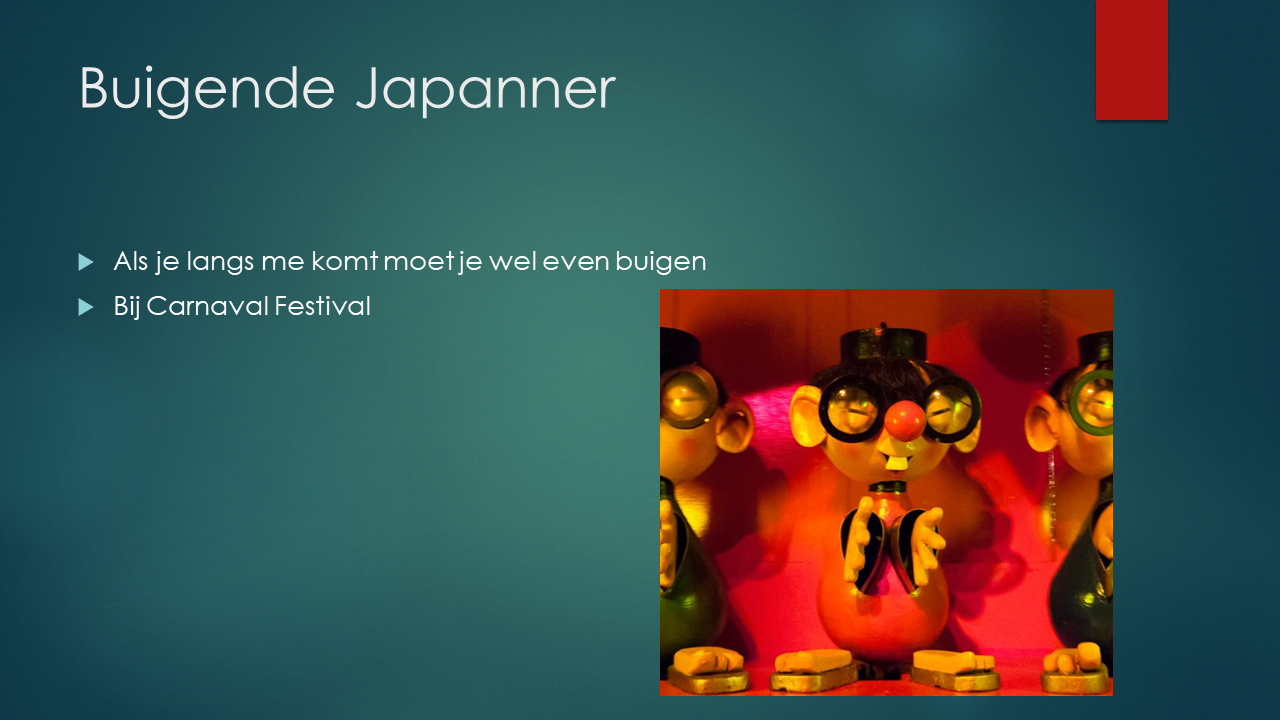 Buigende Japanner
Als je langs me komt moet je wel even buigen
Bij Carnaval Festival